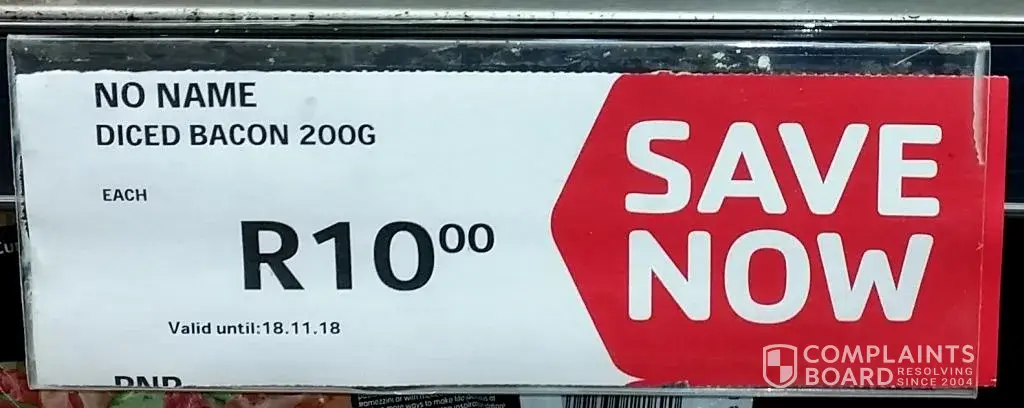 NO NAME
DICED BACON 200G
EACH
R10⁰⁰
Valid until:18.11.18
SAVE
NOW
COMPLAINTS
BOARD RESOLVING
SINCE 2004